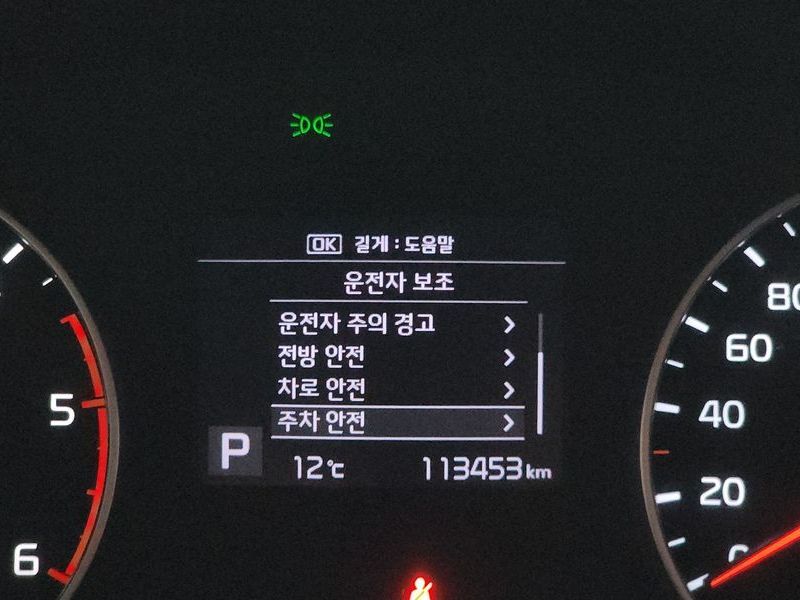 OK 길게 : 도움말
운전자 보조
운전자 주의 경고
전방 안전
차로 안전
주차 안전
P
12℃
113453 km
5
6
80
60
40
20
0